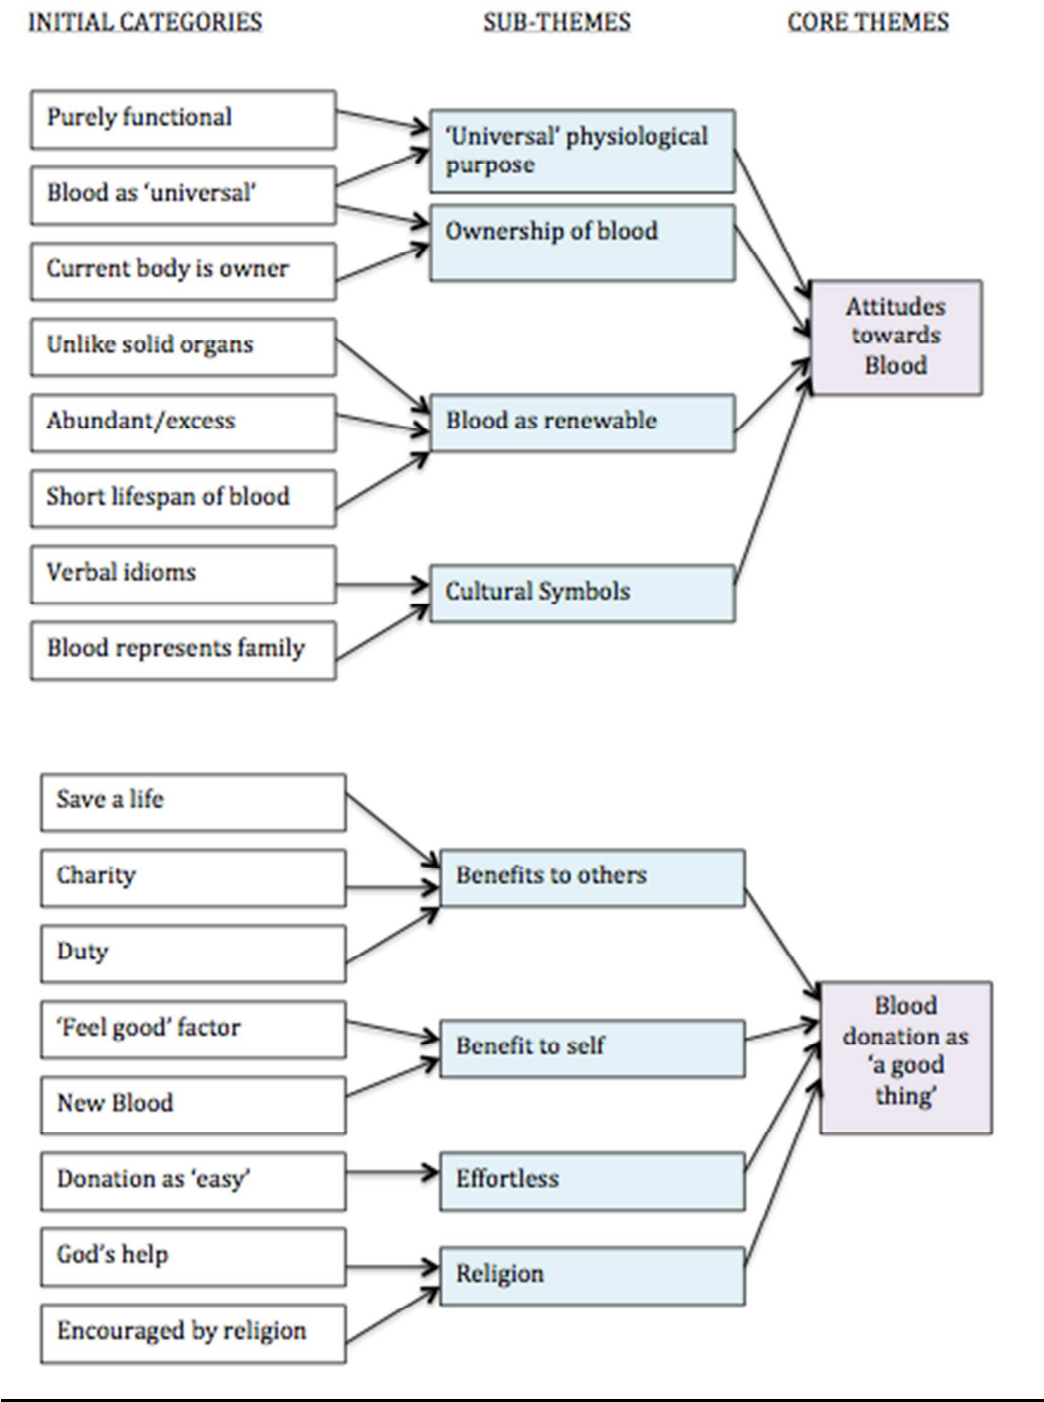 INITIAL CATEGORIES
SUB-THEMES
CORE THEMES
Purely functional
Blood as ‘universal’
Current body is owner
Unlike solid organs
Abundant/excess
Short lifespan of blood
Verbal idioms
Blood represents family
‘Universal’ physiological
purpose
Ownership of blood
Blood as renewable
Cultural Symbols
Attitudes
towards
Blood
Save a life
Charity
Duty
‘Feel good’ factor
New Blood
Donation as ‘easy’
God’s help
Encouraged by religion
Benefits to others
Benefit to self
Effortless
Religion
Blood
donation as
‘a good
thing’